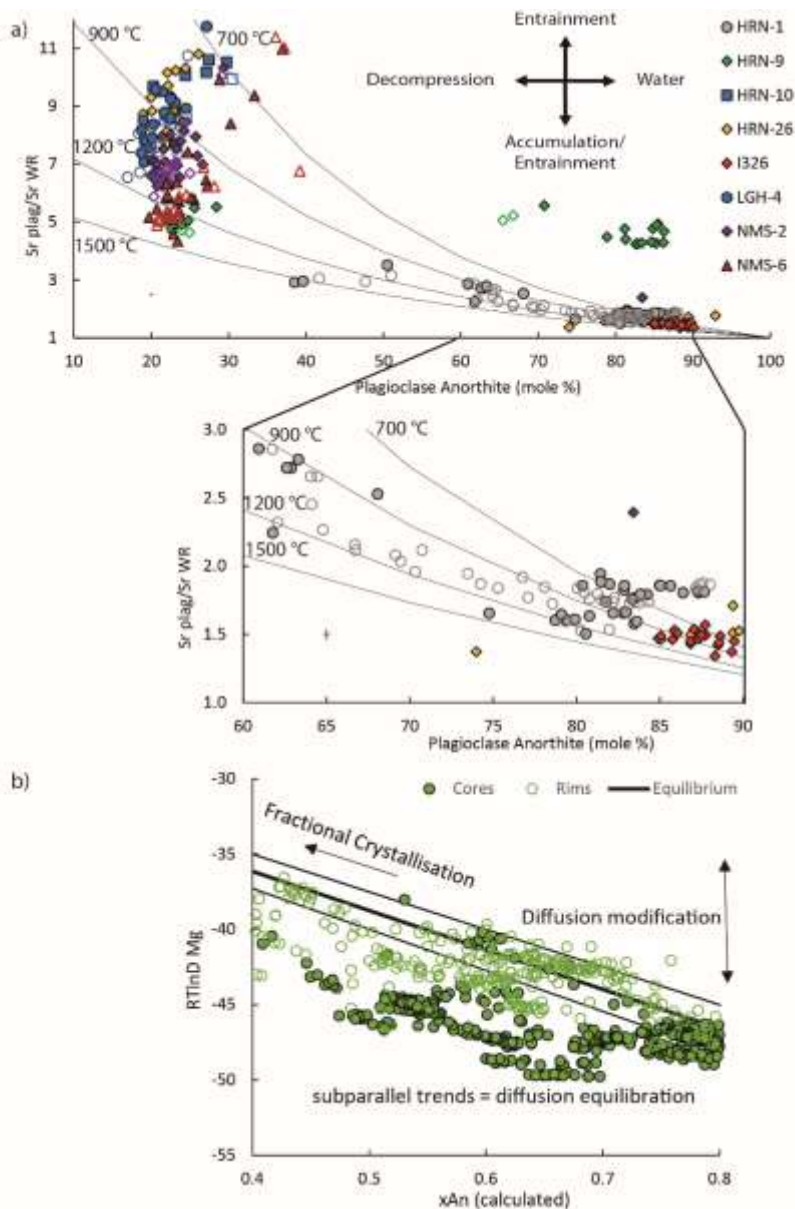 a)
900 °C
700 °C
1200 °C
1500 °C
Entrainment
Decompression
Water
Accumulation/
Entrainment
HRN-1
HRN-9
HRN-10
HRN-26
I326
LGH-4
NMS-2
NMS-6
Sr plag/Sr WR
11
9
7
5
3
1
10
20
30
40
50
60
70
80
90
100
Plagioclase Anorthite (mole %)
900 °C
700 °C
1200 °C
1500 °C
Sr plag/Sr WR
3.0
2.5
2.0
1.5
1.0
60
65
70
75
80
85
90
Plagioclase Anorthite (mole %)
b)
Cores
Rims
Equilibrium
Fractional Crystallisation
Diffusion modification
subparallel trends = diffusion equilibration
RTlnD Mg
-30
-35
-40
-45
-50
-55
0.4
0.5
0.6
0.7
0.8
xAn (calculated)